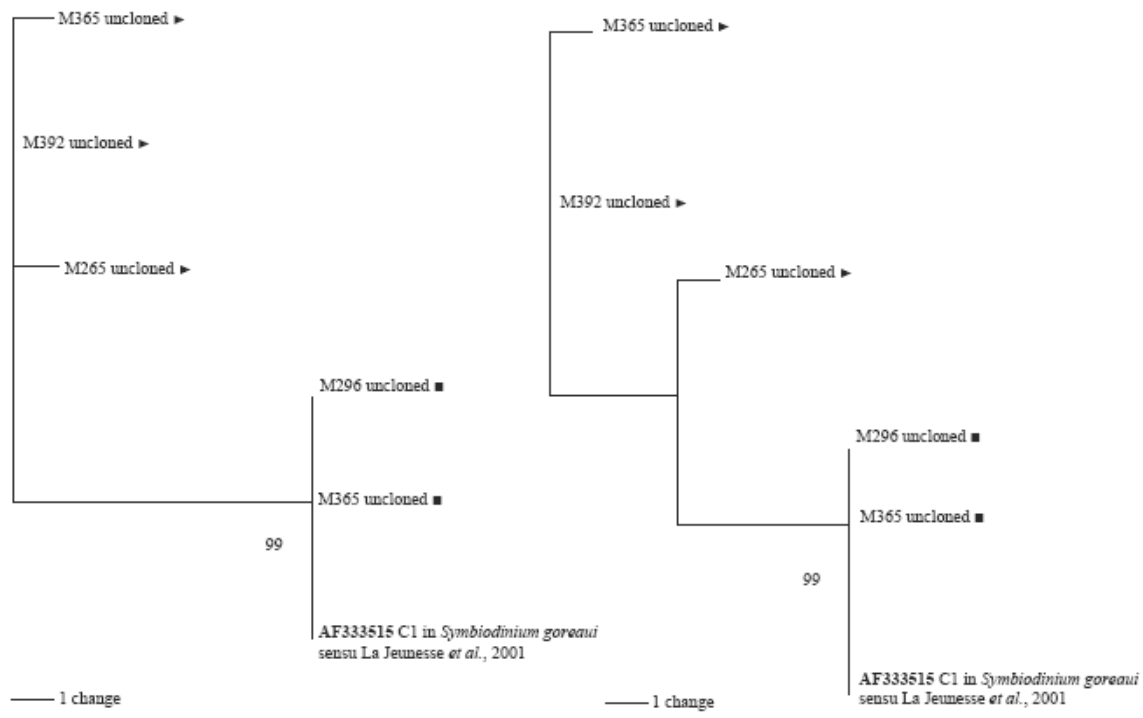 M365 uncloned ►
M392 uncloned ►
M265 uncloned ►
M296 uncloned ■
M365 uncloned ■
99
AF333515 C1 in Symbiodinium goreaui
sensu La Jeunesse et al., 2001
1 change
M365 uncloned ►
M392 uncloned ►
M265 uncloned ►
M296 uncloned ■
M365 uncloned ■
99
AF333515 C1 in Symbiodinium goreaui
sensu La Jeunesse et al., 2001
1 change